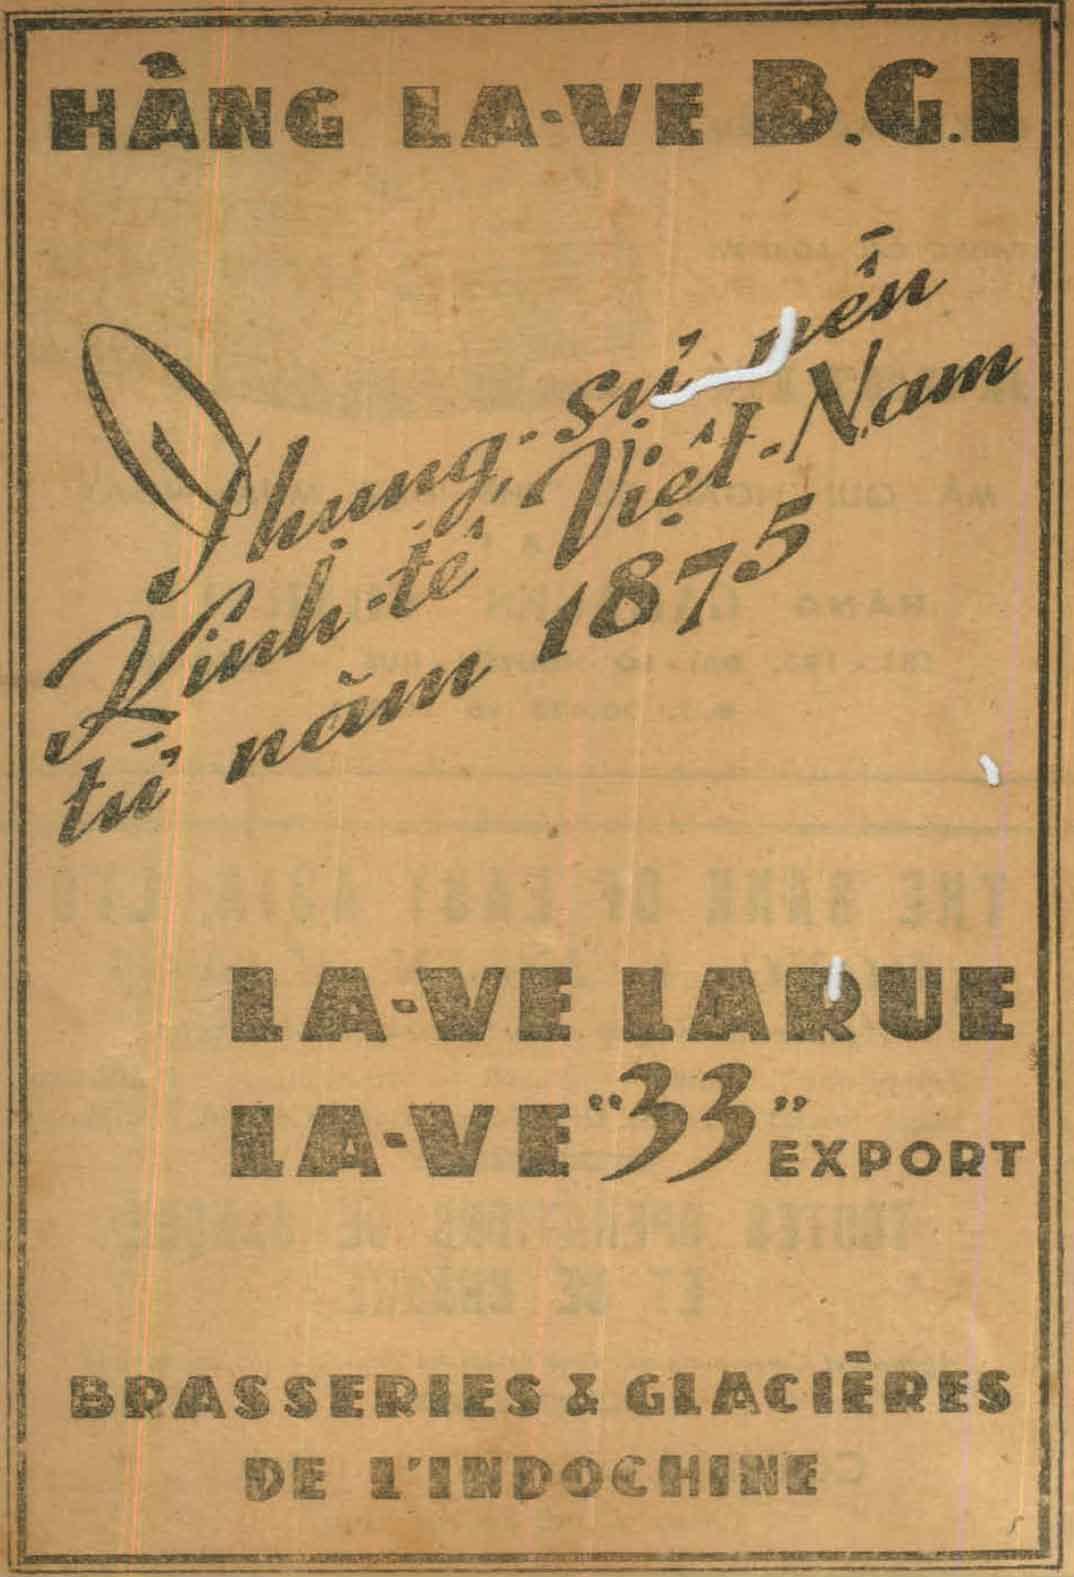 HÀNG LA-VE B.G.I
Phụng-sự nền
Kinh-tế Việt-Nam
từ năm 1875
LA-VE LARUE
LA-VE "33" EXPORT
BRASSERIES & GLACIÈRES
DE L'INDOCHINE